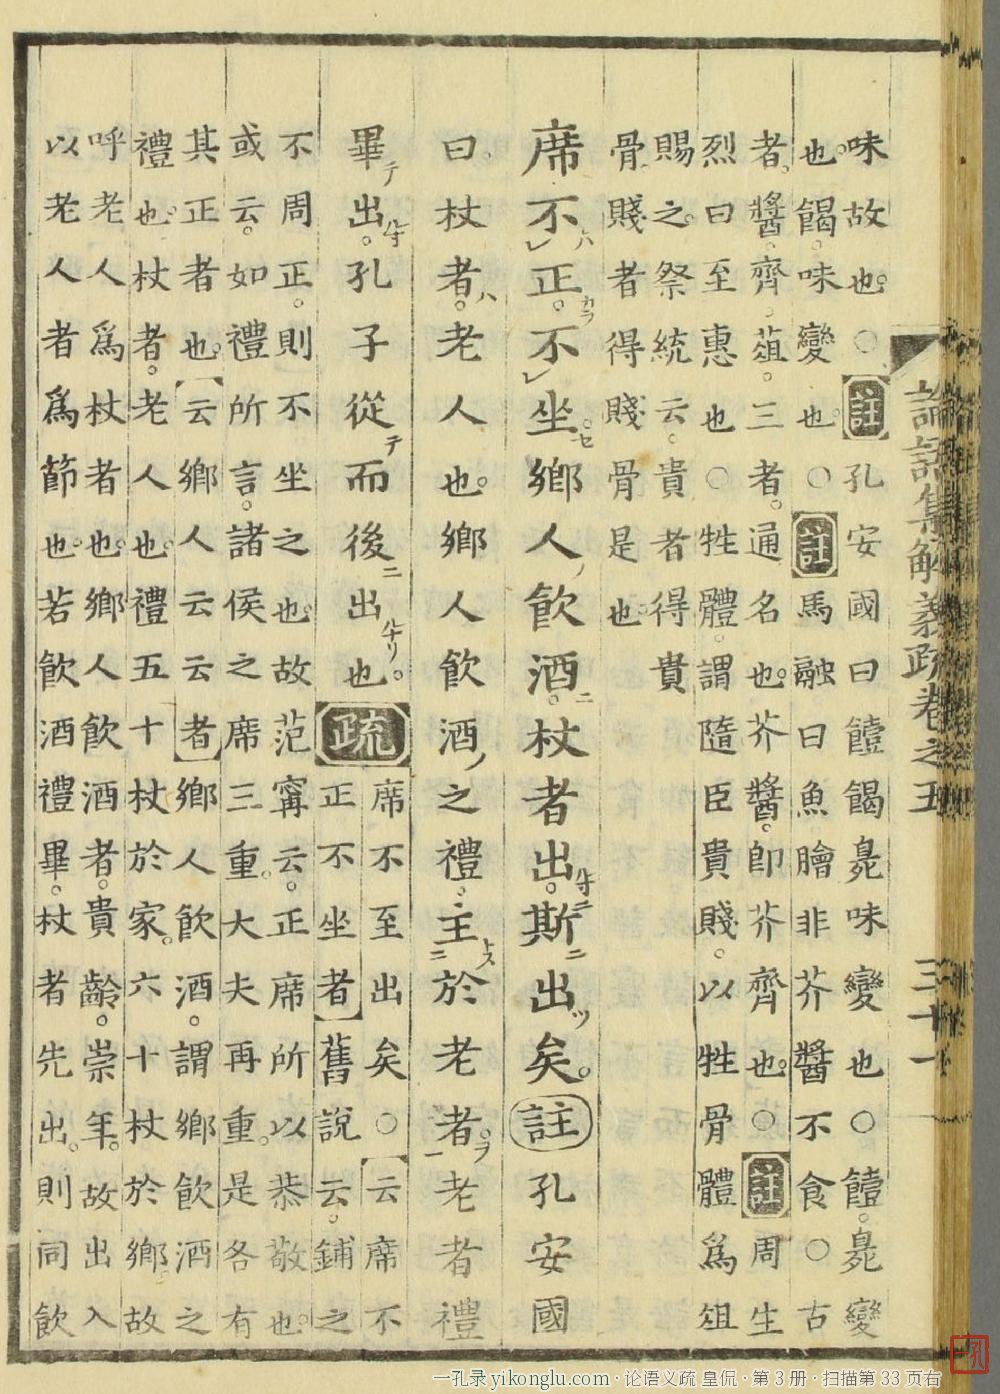 論語集解義疏卷之五 三十一
味故也。○註孔安國曰饐餲臰味變也○饐。臰變
也。餲。味變也。○註馬融曰魚膾非芥醬不食○古
者。醬。齊。葅。三者。通名也。芥醬。即芥齊也。○註周生
烈曰至惠也○牲體。謂隨臣貴賤。以牲骨體爲俎
賜之。祭統云。貴者得貴
骨。賤者得賤骨是也。
席不正。不坐鄉人飲酒。杖者出。斯出矣。註孔安國
曰。杖者。老人也。鄉人飲酒之禮。主於老者。老者禮
畢出。孔子從而後出也。疏
席不至出矣○云席不
正不坐者舊說云。鋪之
不周正。則不坐之也。故范甯云。正席所以恭敬也。
或云。如禮所言。諸侯之席三重。大夫再重。是各有
其正者也。云鄉人云云者鄉人飲酒。謂鄉飲酒之
禮也。杖者。老人也。禮五十杖於家。六十杖於鄉故
呼老人爲杖者也。鄉人飲酒者。貴齡。崇年。故出入
以老人者爲節也。若飲酒禮畢。杖者先出。則同飲
一孔录 yikonglu.com · 论语义疏 皇侃 · 第 3 册 · 扫描第 33 页右